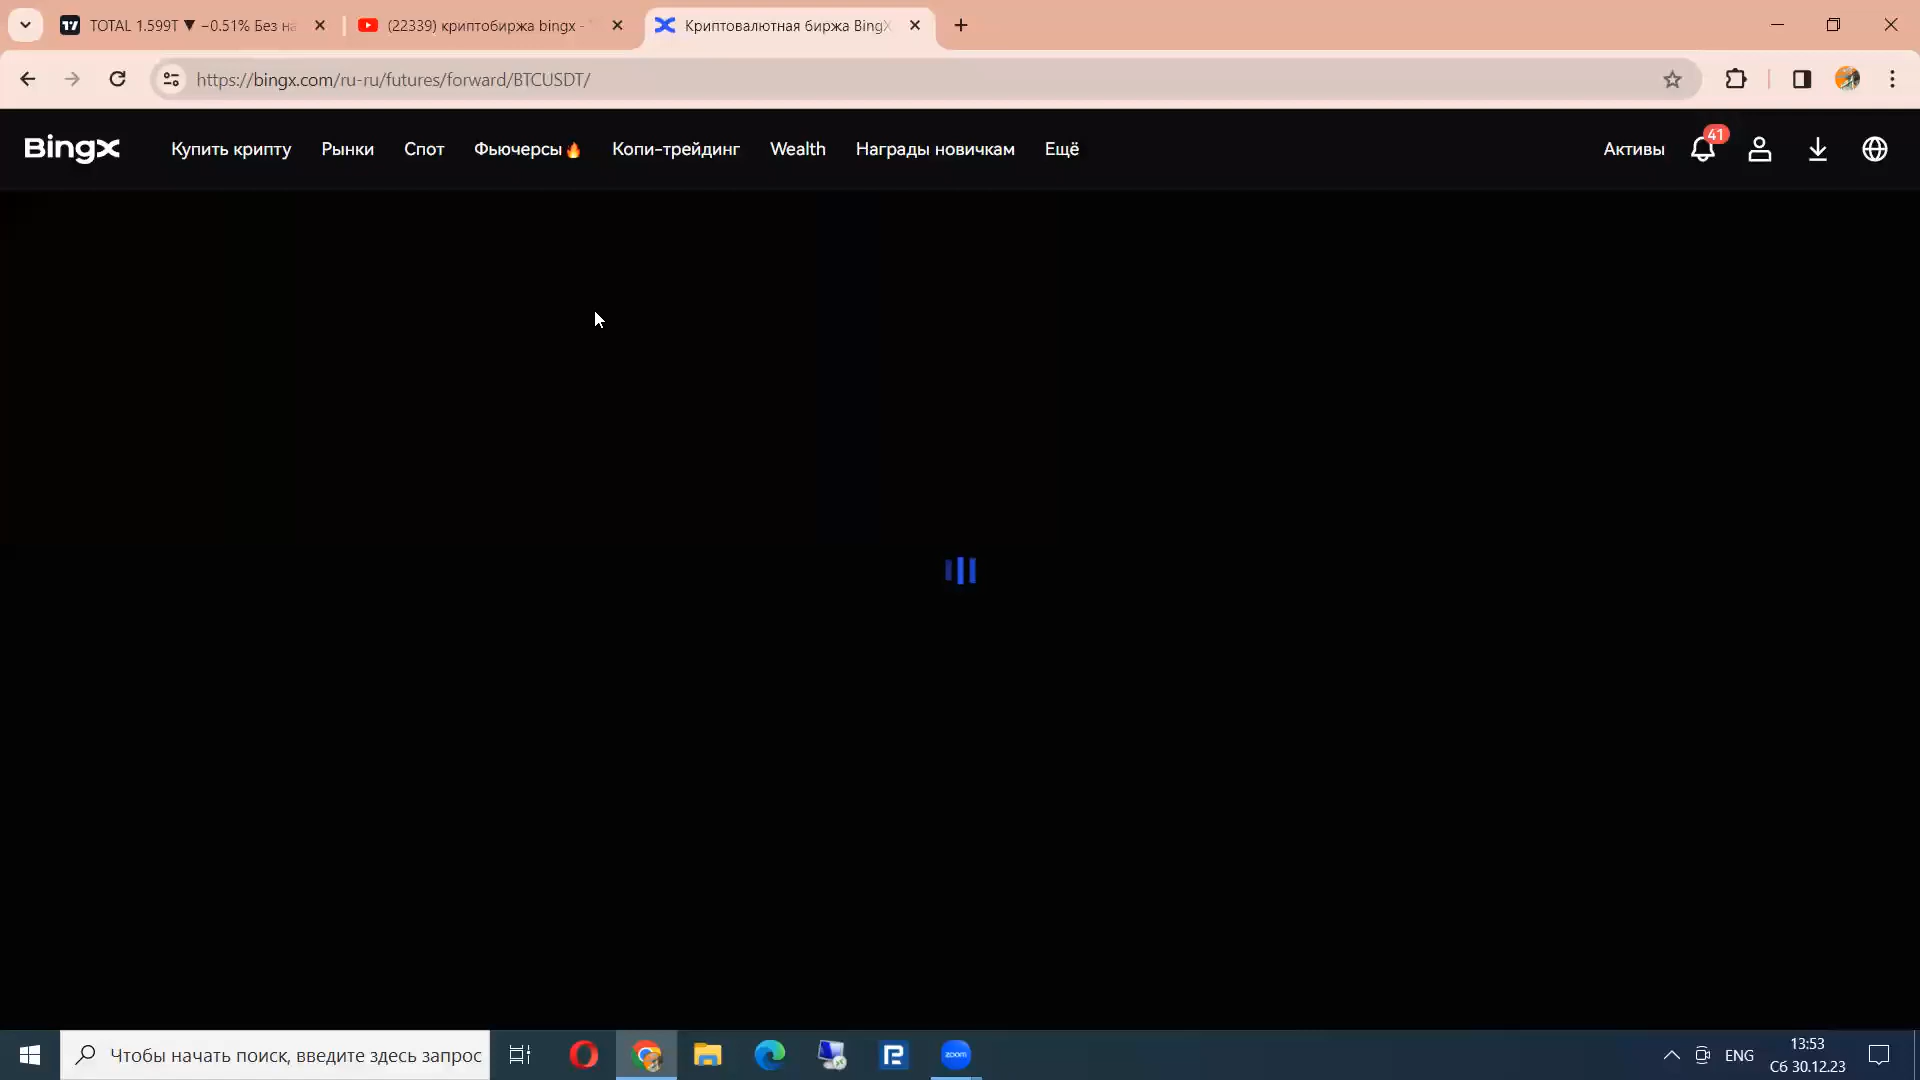 TOTAL 1.599T ▼ −0.51% Без на
(22339) криптобиржа bingx -
Криптовалютная биржа BingX
https://bingx.com/ru-ru/futures/forward/BTCUSDT/
BingX
Купить крипту
Рынки
Спот
Фьючерсы🔥
Копи-трейдинг
Wealth
Награды новичкам
Ещё
Активы
41
Чтобы начать поиск, введите здесь запрос
zoom
ENG
13:53
Сб 30.12.23